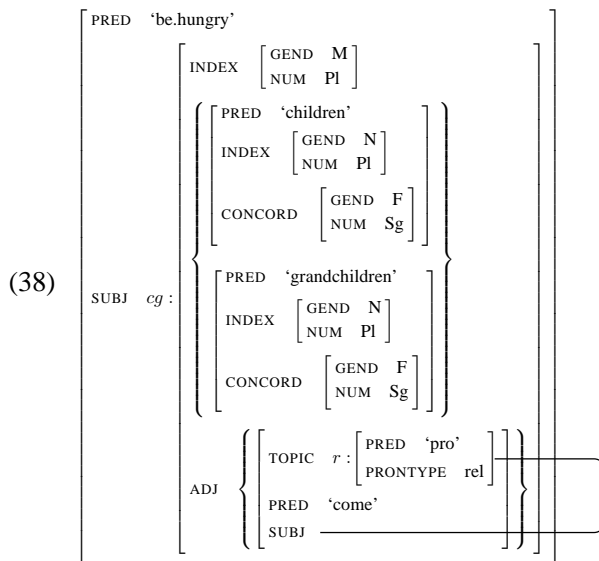 PRED ‘be.hungry’
INDEX GEND M
NUM Pl
PRED ‘children’
INDEX GEND N
NUM Pl
CONCORD GEND F
NUM Sg
(38) SUBJ cg :
PRED ‘grandchildren’
INDEX GEND N
NUM Pl
CONCORD GEND F
NUM Sg
ADJ TOPIC r : PRED ‘pro’
PRONTYPE rel
PRED ‘come’
SUBJ